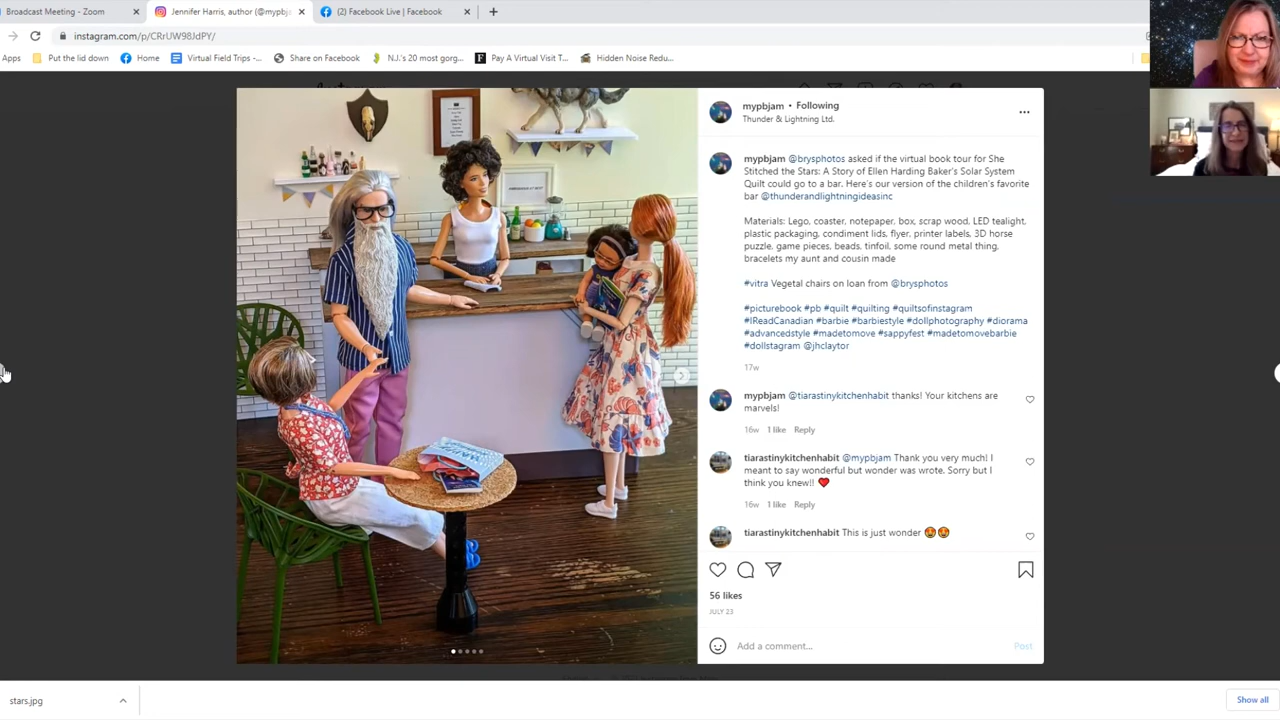 Broadcast Meeting - Zoom
Jennifer Harris, author (@mypbj
(2) Facebook Live | Facebook
instagram.com/p/CRrUW98JdPY/
Apps Put the lid down Home Virtual Field Trips -... Share on Facebook N.J.'s 20 most gorg... Pay A Virtual Visit T... Hidden Noise Redu...
mypbjam • Following
Thunder & Lightning Ltd.
mypbjam @brysphotos asked if the virtual book tour for She
Stitched the Stars: A Story of Ellen Harding Baker's Solar System
Quilt could go to a bar. Here's our version of the children's favorite
bar @thunderandlightningideasinc
Materials: Lego, coaster, notepaper, box, scrap wood, LED tealight,
plastic packaging, condiment lids, flyer, printer labels, 3D horse
puzzle, game pieces, beads, tinfoil, some round metal thing,
bracelets my aunt and cousin made
#vitra Vegetal chairs on loan from @brysphotos
#picturebook #pb #quilt #quilting #quiltsofinstagram
#IReadCanadian #barbie #barbiestyle #dollphotography #diorama
#advancedstyle #madetomove #sappyfest #madetomovebarbie
#dollstagram @jhclaytor
17w
mypbjam @tiarastinykitchenhabit thanks! Your kitchens are
marvels!
16w 1 like Reply
tiarastinykitchenhabit @mypbjam Thank you very much! I
meant to say wonderful but wonder was wrote. Sorry but I
think you knew!! ❤️
16w 1 like Reply
tiarastinykitchenhabit This is just wonder 😍😍
56 likes
JULY 23
Add a comment...
Post
stars.jpg
Show all